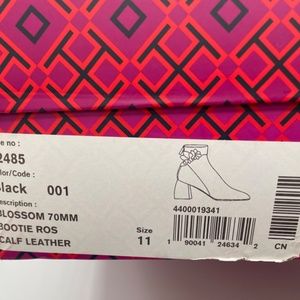 e no :
2485
lor/Code :
Black 001
escription :
BLOSSOM 70MM
BOOTIE ROS
CALF LEATHER
Size
11
4400019341
1 90041 24634 2
CN